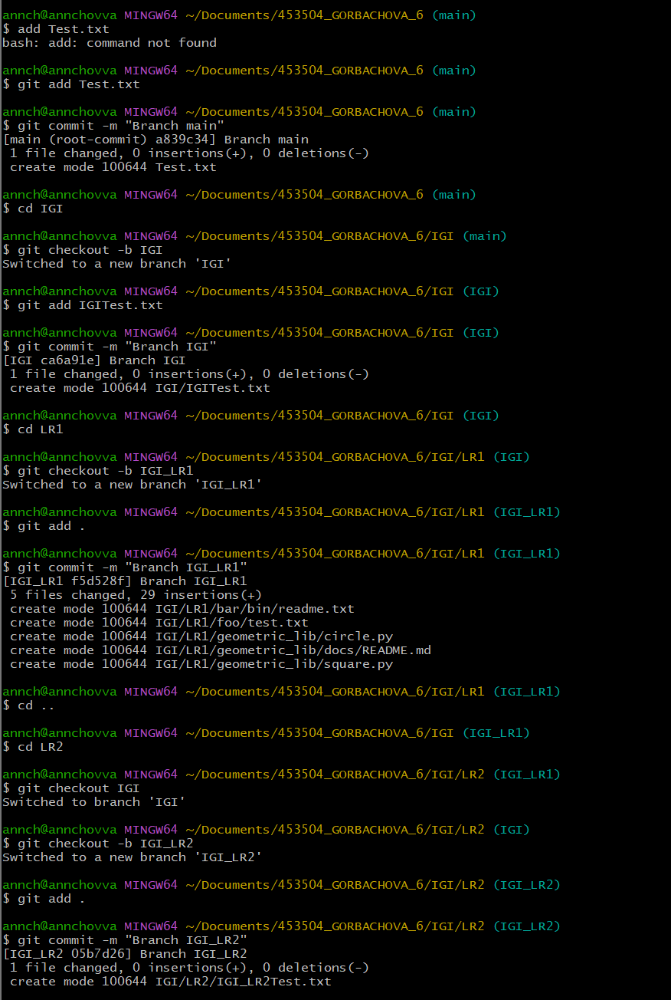 annch@annchovva MINGW64 ~/Documents/453504_GORBACHOVA_6 (main)
$ add Test.txt
bash: add: command not found
annch@annchovva MINGW64 ~/Documents/453504_GORBACHOVA_6 (main)
$ git add Test.txt
annch@annchovva MINGW64 ~/Documents/453504_GORBACHOVA_6 (main)
$ git commit -m "Branch main"
[main (root-commit) a839c34] Branch main
 1 file changed, 0 insertions(+), 0 deletions(-)
 create mode 100644 Test.txt
annch@annchovva MINGW64 ~/Documents/453504_GORBACHOVA_6 (main)
$ cd IGI
annch@annchovva MINGW64 ~/Documents/453504_GORBACHOVA_6/IGI (main)
$ git checkout -b IGI
Switched to a new branch 'IGI'
annch@annchovva MINGW64 ~/Documents/453504_GORBACHOVA_6/IGI (IGI)
$ git add IGITest.txt
annch@annchovva MINGW64 ~/Documents/453504_GORBACHOVA_6/IGI (IGI)
$ git commit -m "Branch IGI"
[IGI ca6a91e] Branch IGI
 1 file changed, 0 insertions(+), 0 deletions(-)
 create mode 100644 IGI/IGITest.txt
annch@annchovva MINGW64 ~/Documents/453504_GORBACHOVA_6/IGI (IGI)
$ cd LR1
annch@annchovva MINGW64 ~/Documents/453504_GORBACHOVA_6/IGI/LR1 (IGI)
$ git checkout -b IGI_LR1
Switched to a new branch 'IGI_LR1'
annch@annchovva MINGW64 ~/Documents/453504_GORBACHOVA_6/IGI/LR1 (IGI_LR1)
$ git add .
annch@annchovva MINGW64 ~/Documents/453504_GORBACHOVA_6/IGI/LR1 (IGI_LR1)
$ git commit -m "Branch IGI_LR1"
[IGI_LR1 f5d528f] Branch IGI_LR1
 5 files changed, 29 insertions(+)
 create mode 100644 IGI/LR1/bar/bin/readme.txt
 create mode 100644 IGI/LR1/foo/test.txt
 create mode 100644 IGI/LR1/geometric_lib/circle.py
 create mode 100644 IGI/LR1/geometric_lib/docs/README.md
 create mode 100644 IGI/LR1/geometric_lib/square.py
annch@annchovva MINGW64 ~/Documents/453504_GORBACHOVA_6/IGI/LR1 (IGI_LR1)
$ cd ..
annch@annchovva MINGW64 ~/Documents/453504_GORBACHOVA_6/IGI (IGI_LR1)
$ cd LR2
annch@annchovva MINGW64 ~/Documents/453504_GORBACHOVA_6/IGI/LR2 (IGI_LR1)
$ git checkout IGI
Switched to branch 'IGI'
annch@annchovva MINGW64 ~/Documents/453504_GORBACHOVA_6/IGI/LR2 (IGI)
$ git checkout -b IGI_LR2
Switched to a new branch 'IGI_LR2'
annch@annchovva MINGW64 ~/Documents/453504_GORBACHOVA_6/IGI/LR2 (IGI_LR2)
$ git add .
annch@annchovva MINGW64 ~/Documents/453504_GORBACHOVA_6/IGI/LR2 (IGI_LR2)
$ git commit -m "Branch IGI_LR2"
[IGI_LR2 05b7d26] Branch IGI_LR2
 1 file changed, 0 insertions(+), 0 deletions(-)
 create mode 100644 IGI/LR2/IGI_LR2Test.txt